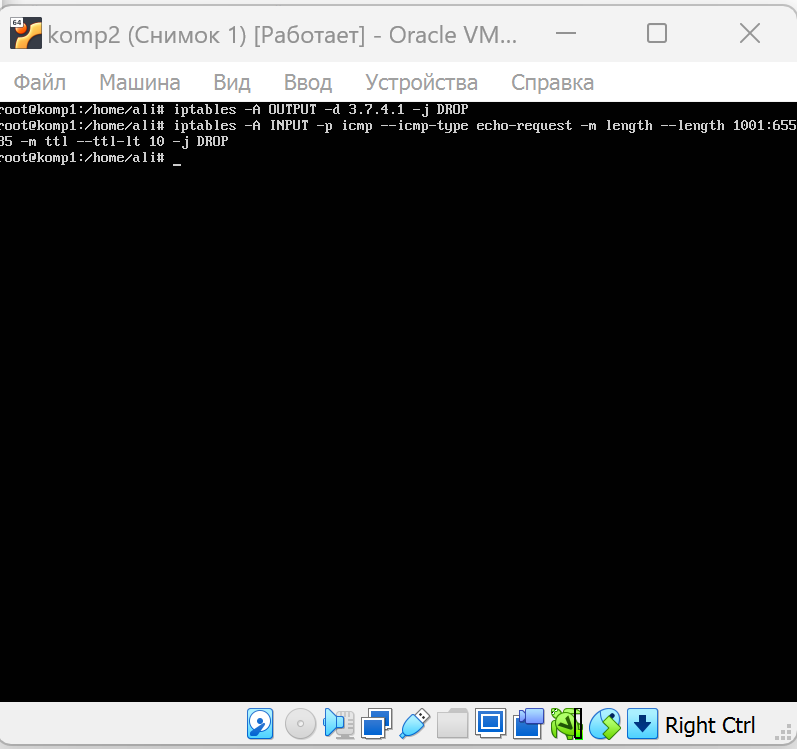 64
komp2 (Снимок 1) [Работает] - Oracle VM...
Файл Машина Вид Ввод Устройства Справка
root@komp1:/home/ali# iptables -A OUTPUT -d 3.7.4.1 -j DROP
root@komp1:/home/ali# iptables -A INPUT -p icmp --icmp-type echo-request -m length --length 1001:655
35 -m ttl --ttl-lt 10 -j DROP
root@komp1:/home/ali# _
Right Ctrl